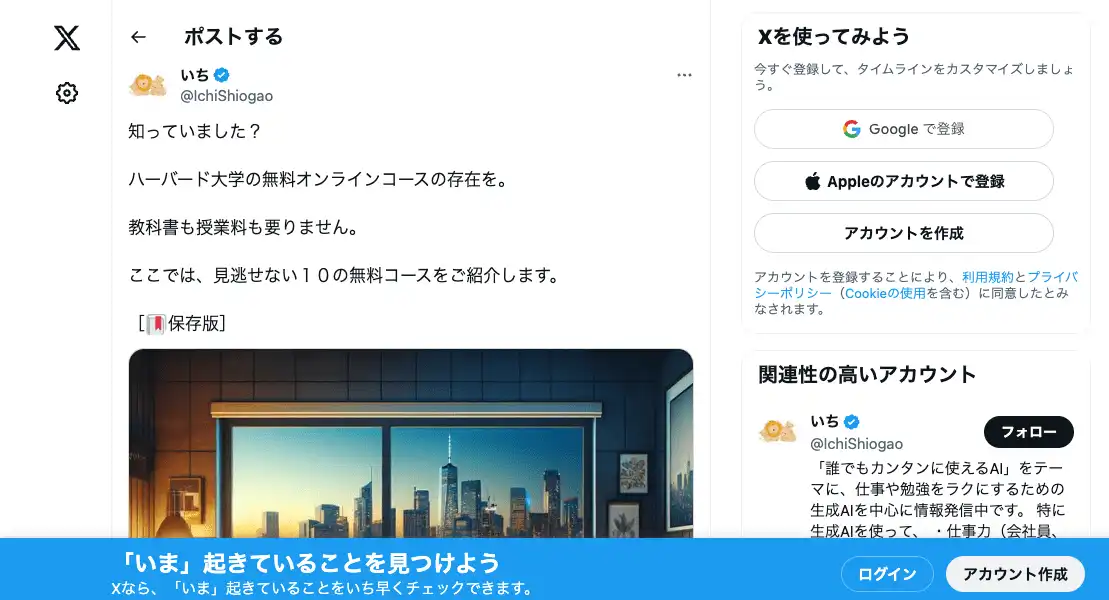 ポストする
いち
@IchiShiogao
知っていました？
ハーバード大学の無料オンラインコースの存在を。
教科書も授業料も要りません。
ここでは、見逃せない１０の無料コースをご紹介します。
［🔖保存版］
Xを使ってみよう
今すぐ登録して、タイムラインをカスタマイズしましょ
う。
Google で登録
Appleのアカウントで登録
アカウントを作成
アカウントを登録することにより、利用規約とプライバ
シーポリシー（Cookieの使用を含む）に同意したとみ
なされます。
関連性の高いアカウント
いち
@IchiShiogao
フォロー
「誰でもカンタンに使えるAI」をテー
マに、仕事や勉強をラクにするための
生成AIを中心に情報発信中です。 特に
生成AIを使って、 ・仕事力（会社員、
「いま」起きていることを見つけよう
Xなら、「いま」起きていることをいち早くチェックできます。
ログイン
アカウント作成